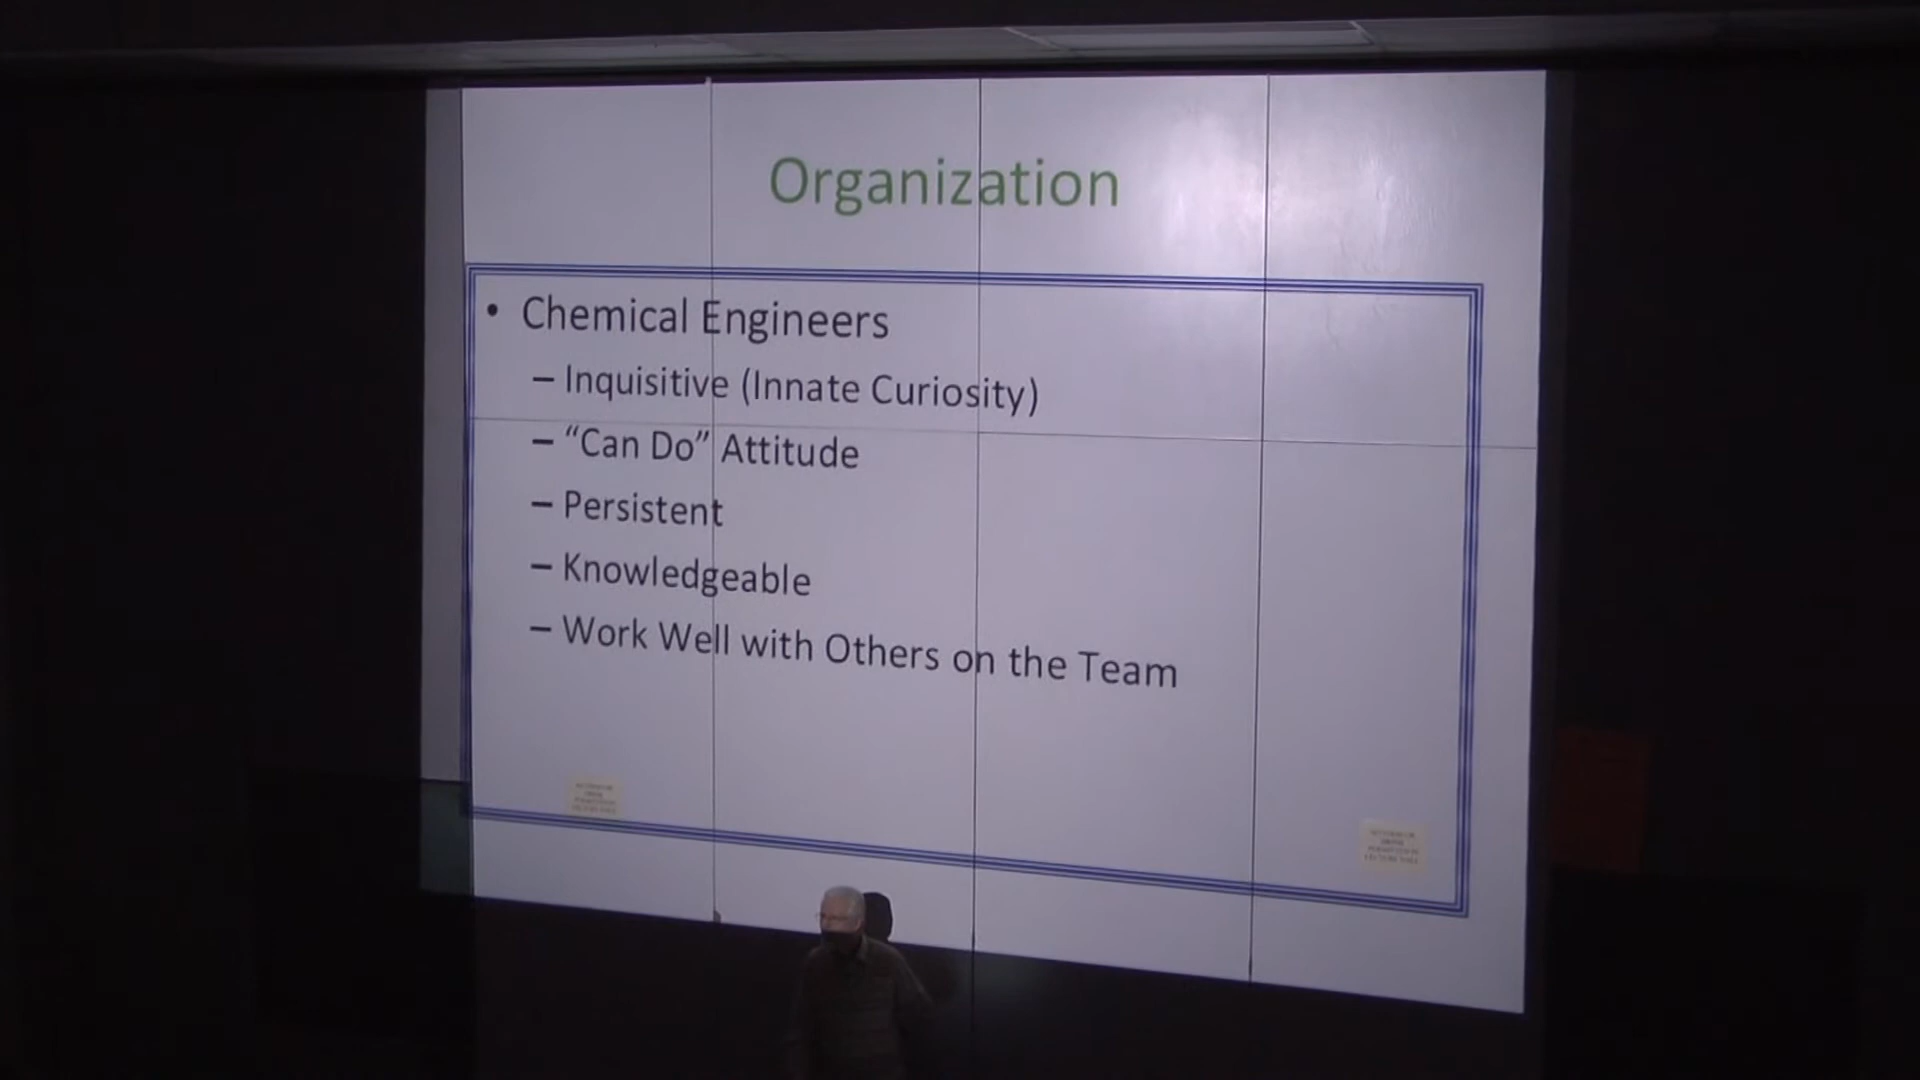 Organization
• Chemical Engineers
– Inquisitive (Innate Curiosity)
– “Can Do” Attitude
– Persistent
– Knowledgeable
– Work Well with Others on the Team